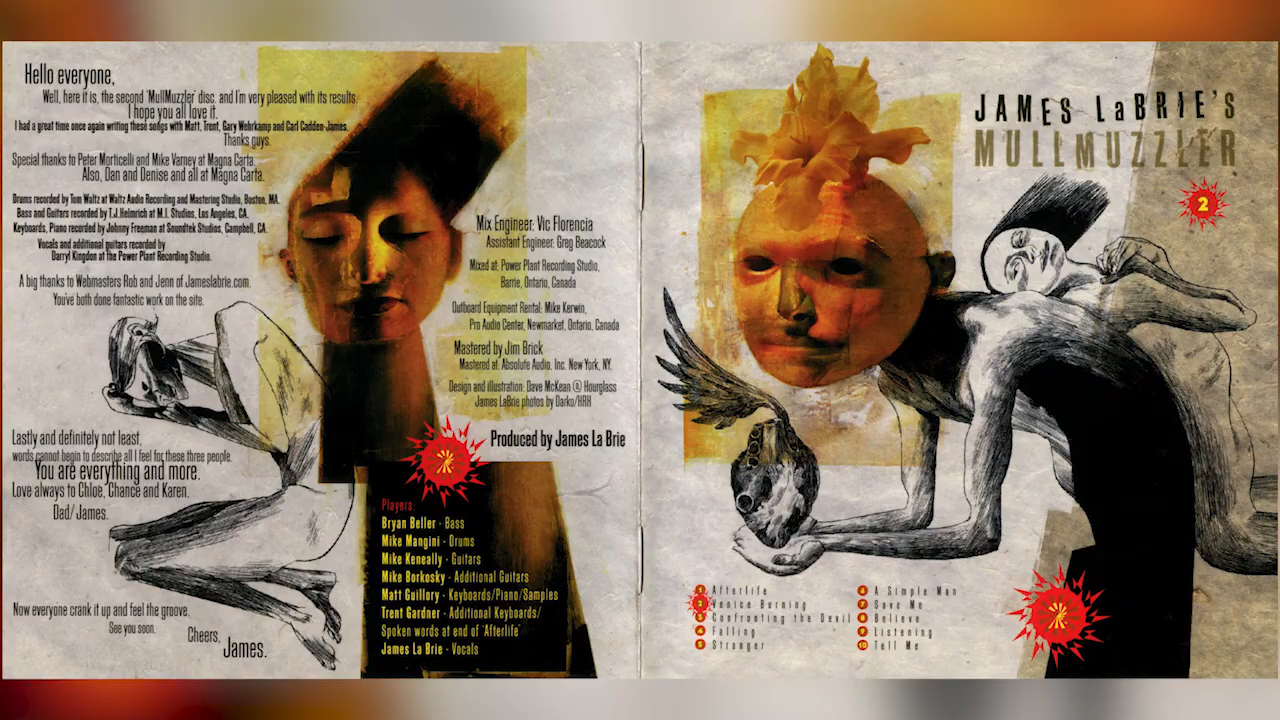 Hello everyone,
Well, here it is, the second 'MullMuzzler' disc, and I'm very pleased with its results.
I hope you all love it.
I had a great time once again writing these songs with Matt, Trent, Gary Wehrkamp and Carl Cadden-James.
Thanks guys.
Special thanks to Peter Morticelli and Mike Varney at Magna Carta.
Also, Dan and Denise and all at Magna Carta.
Drums recorded by Tom Waltz at Waltz Audio Recording and Mastering Studio, Boston, MA.
Bass and Guitars recorded by T.J.Helmrich at M.I. Studios, Los Angeles, CA.
Keyboards, Piano recorded by Johnny Freeman at Soundtek Studios, Campbell, CA.
Vocals and additional guitars recorded by
Darryl Kingdon at the Power Plant Recording Studio.
A big thanks to Webmasters Rob and Jenn of Jameslabrie.com.
You've both done fantastic work on the site.
Lastly and definitely not least,
words cannot begin to describe all I feel for these three people.
You are everything and more.
Love always to Chloe, Chance and Karen.
Dad/ James.
Now everyone crank it up and feel the groove.
See you soon.
Cheers,
James.
Mix Engineer: Vic Florencia
Assistant Engineer: Greg Beacock
Mixed at: Power Plant Recording Studio,
Barrie, Ontario, Canada
Outboard Equipment Rental: Mike Kerwin,
Pro Audio Center, Newmarket, Ontario, Canada
Mastered by Jim Brick
Mastered at: Absolute Audio. Inc. New York, NY.
Design and illustration: Dave McKean @ Hourglass
James LaBrie photos by Darko/HRH
Produced by James La Brie
Players:
Bryan Beller - Bass
Mike Mangini - Drums
Mike Keneally - Guitars
Mike Borkosky - Additional Guitars
Matt Guillory - Keyboards/Piano/Samples
Trent Gardner - Additional Keyboards/
Spoken words at end of 'Afterlife'
James La Brie - Vocals
JAMES LaBRIE'S
MULLMUZZLER
2
1 Afterlife
2 Venice Burning
3 Confronting the Devil
4 Falling
5 Stranger
6 A Simple Man
7 Save Me
8 Believe
9 Listening
10 Tell Me